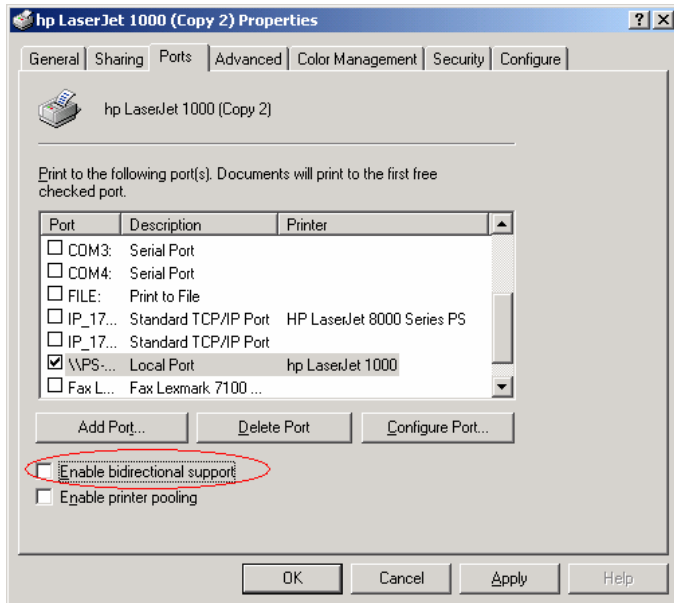 hp LaserJet 1000 (Copy 2) Properties
General Sharing Ports Advanced Color Management Security Configure
hp LaserJet 1000 (Copy 2)
Print to the following port(s). Documents will print to the first free
checked port.
Port Description Printer
COM3: Serial Port
COM4: Serial Port
FILE: Print to File
IP_17... Standard TCP/IP Port HP LaserJet 8000 Series PS
IP_17... Standard TCP/IP Port
\\PS-... Local Port hp LaserJet 1000
Fax L... Fax Lexmark 7100 ...
Add Port... Delete Port Configure Port...
Enable bidirectional support
Enable printer pooling
OK Cancel Apply Help